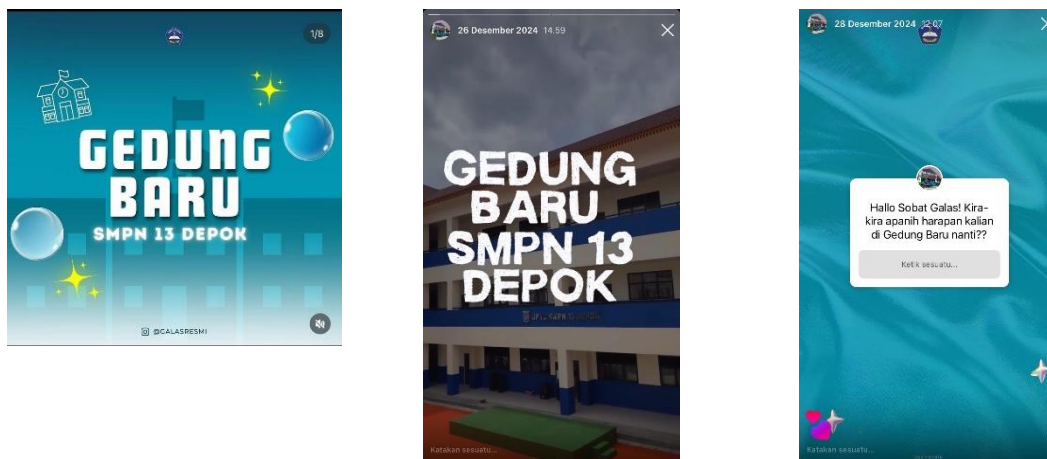 1/8
GEDUNG
BARU
SMPN 13 DEPOK
@GALASRESMI
26 Desember 2024 14.59
GEDUNG
BARU
SMPN 13
DEPOK
Katakan sesuatu...
28 Desember 2024 12.07
Hallo Sobat Galas! Kira-
kira apanih harapan kalian
di Gedung Baru nanti??
Ketik sesuatu...
Katakan sesuatu...